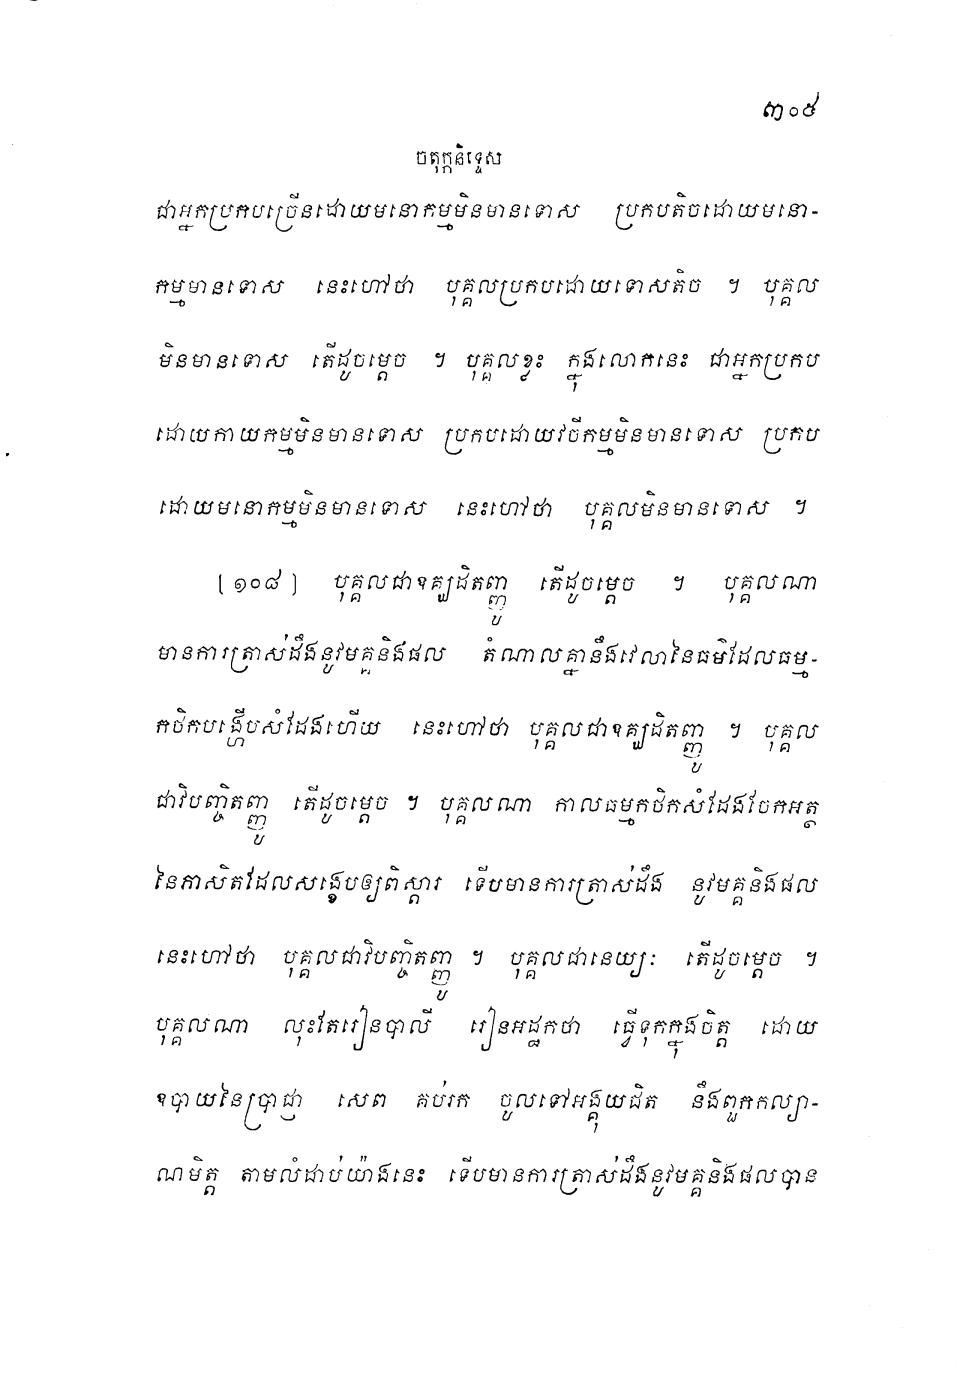 ៣០៥
ចតុក្កនិទ្ទេស
ជាអ្នកប្រកបច្រើនដោយមនោកម្មមិនមានទោស ប្រកបតិចដោយមនោ-
កម្មមានទោស នេះហៅថា បុគ្គលប្រកបដោយទោសតិច ។ បុគ្គល
មិនមានទោស តើដូចម្តេច ។ បុគ្គលខ្លះ ក្នុងលោកនេះ ជាអ្នកប្រកប
ដោយកាយកម្មមិនមានទោស ប្រកបដោយវចីកម្មមិនមានទោស ប្រកប
ដោយមនោកម្មមិនមានទោស នេះហៅថា បុគ្គលមិនមានទោស ។
[១០៨] បុគ្គលជាឧគ្ឃដិតញ្ញូ តើដូចម្តេច ។ បុគ្គលណា
មានការត្រាស់ដឹងនូវមគ្គនិងផល តំណាលគ្នានឹងវេលានៃធម៌ដែលធម្ម-
កថិកបង្ហើបសំដែងហើយ នេះហៅថា បុគ្គលជាឧគ្ឃដិតញ្ញូ ។ បុគ្គល
ជាវិបញ្ចិតញ្ញូ តើដូចម្តេច ។ បុគ្គលណា កាលធម្មកថិកសំដែងចែកអត្ថ
នៃភាសិតដែលសង្ខេបឲ្យពិស្តារ ទើបមានការត្រាស់ដឹង នូវមគ្គនិងផល
នេះហៅថា បុគ្គលជាវិបញ្ចិតញ្ញូ ។ បុគ្គលជានេយ្យៈ តើដូចម្តេច ។
បុគ្គលណា លុះតែរៀនបាលី រៀនអដ្ឋកថា ធ្វើទុកក្នុងចិត្ត ដោយ
ឧបាយនៃប្រាជ្ញា សេព គប់រក ចូលទៅអង្គុយជិត នឹងពួកកល្យា-
ណមិត្ត តាមលំដាប់យ៉ាងនេះ ទើបមានការត្រាស់ដឹងនូវមគ្គនិងផលបាន